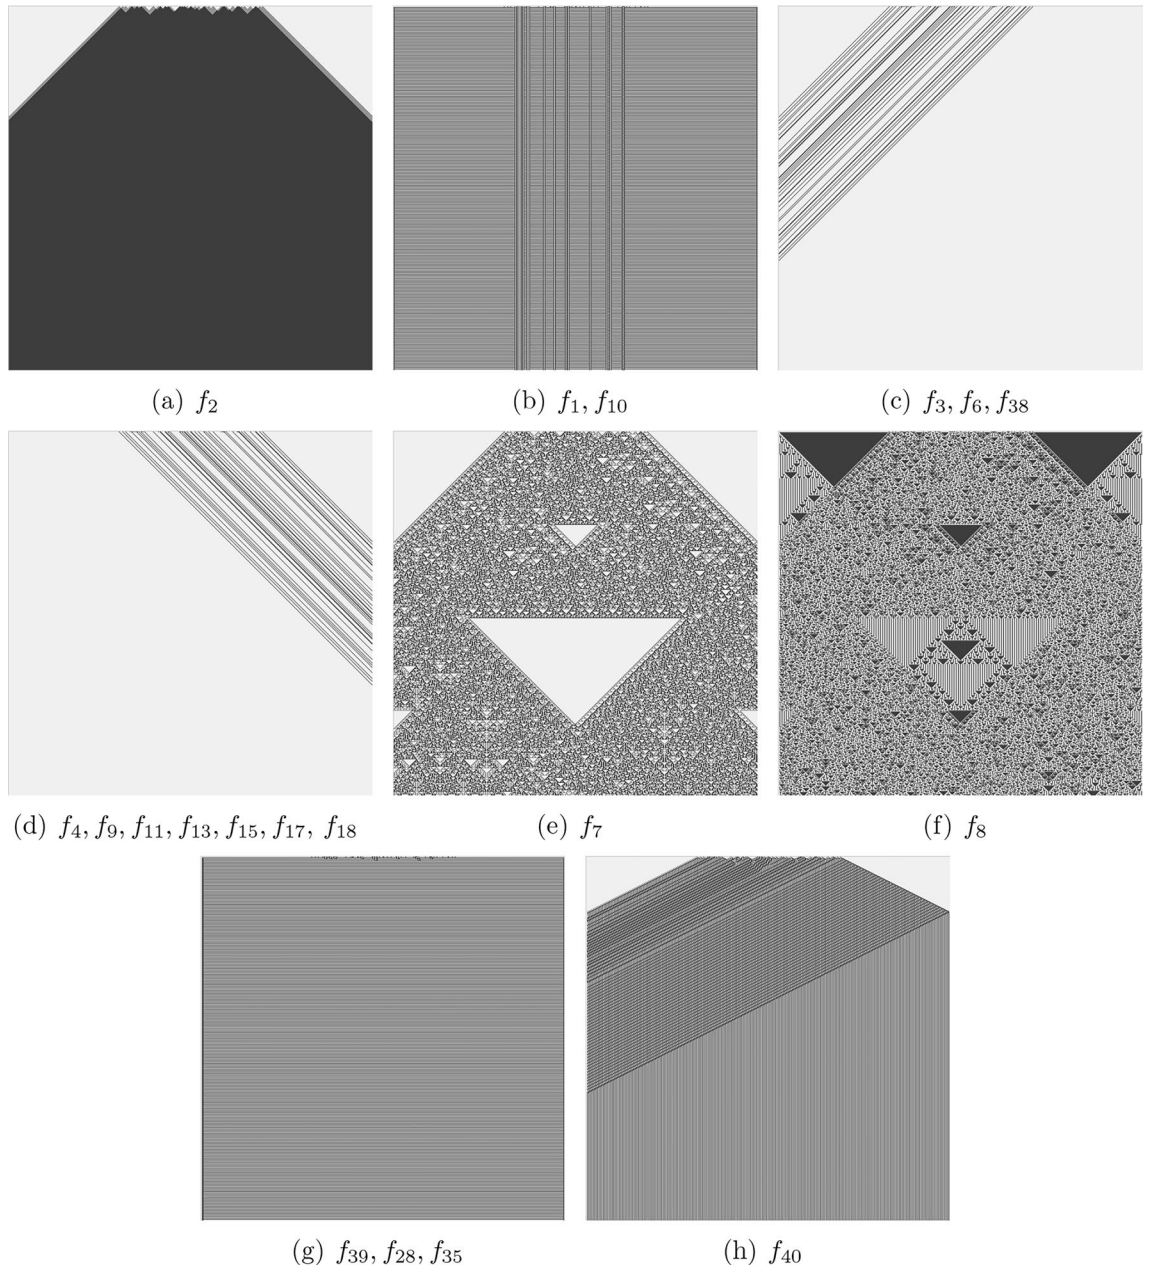 (a) f₂
(b) f₁, f₁₀
(c) f₃, f₆, f₃₈
(d) f₄, f₉, f₁₁, f₁₃, f₁₅, f₁₇, f₁₈
(e) f₇
(f) f₈
(g) f₃₉, f₂₈, f₃₅
(h) f₄₀